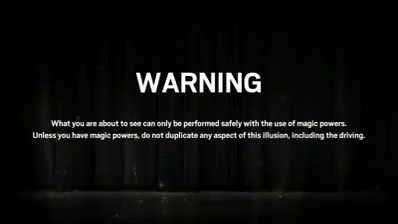 WARNING
What you are about to see can only be performed safely with the use of magic powers.
Unless you have magic powers, do not duplicate any aspect of this illusion, including the driving.